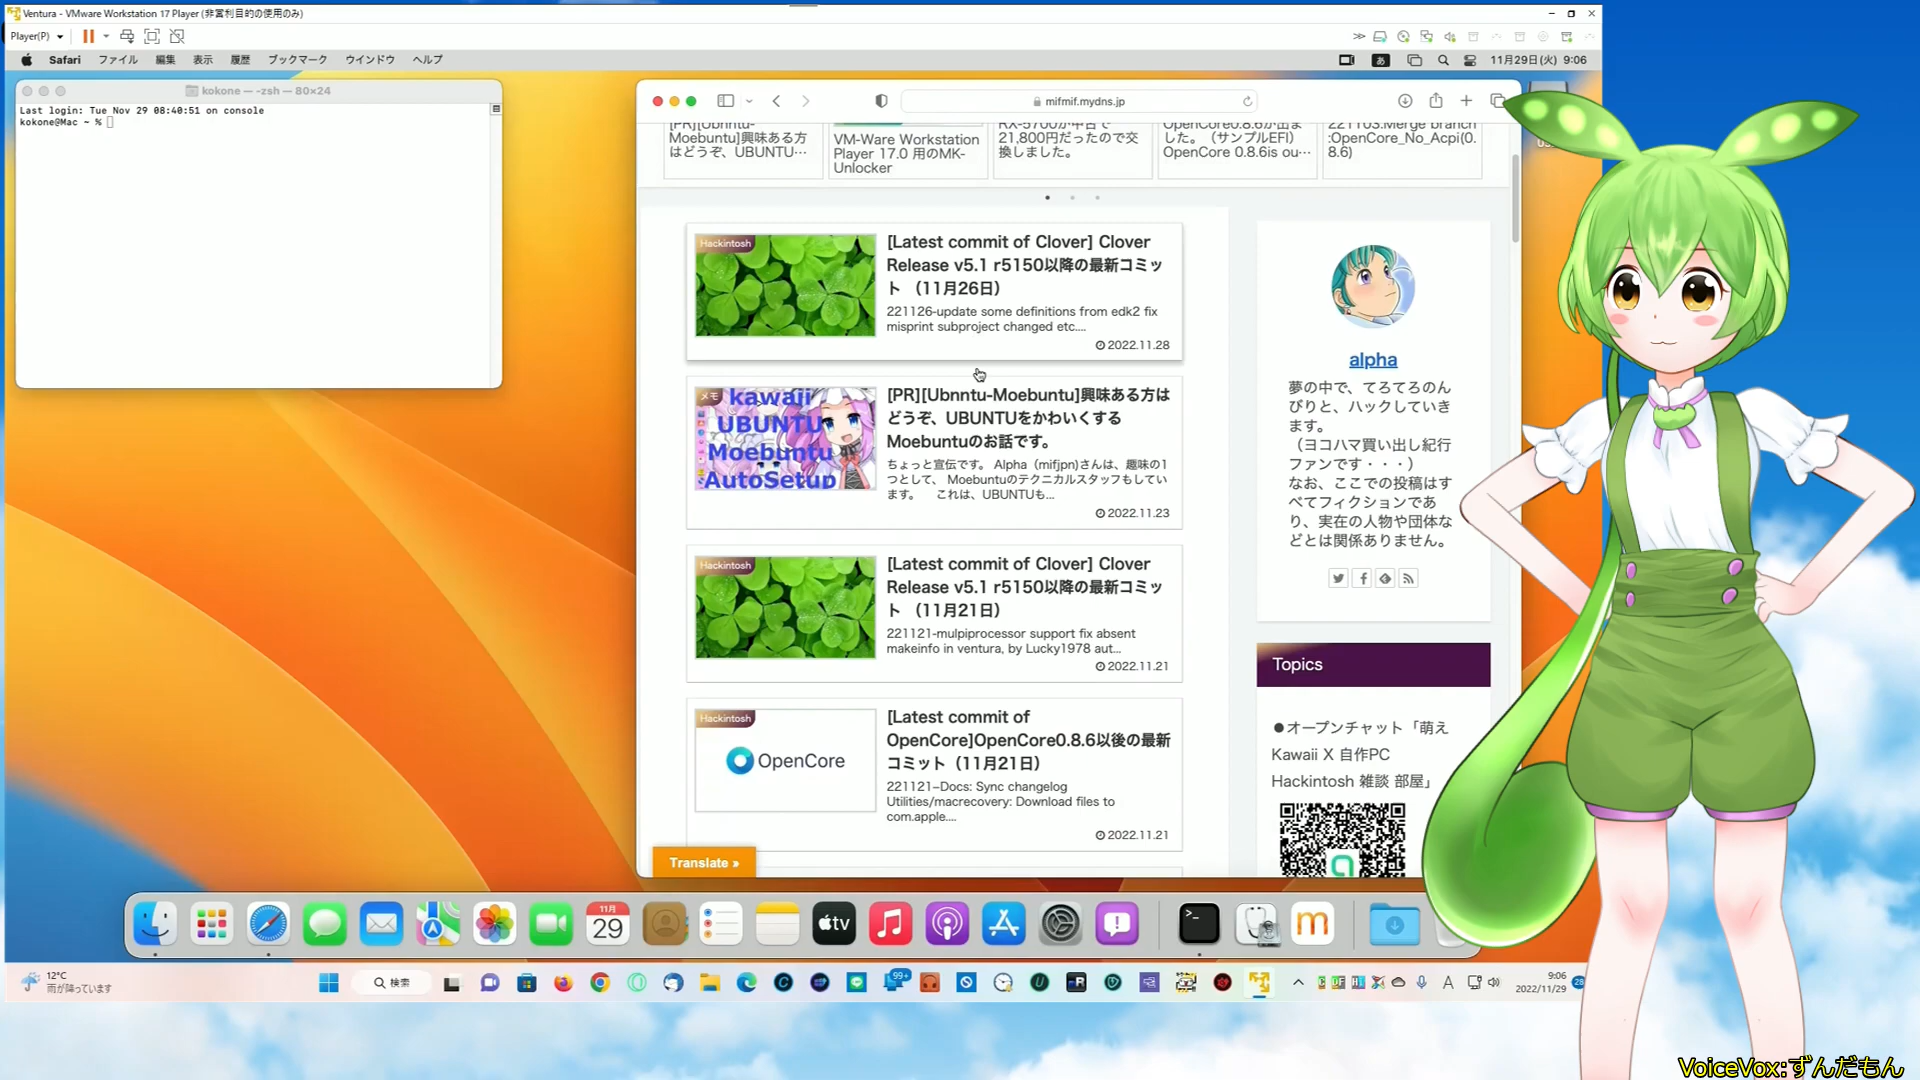 Ventura - VMware Workstation 17 Player (非営利目的の使用のみ)
Player(P)
Safari ファイル 編集 表示 履歴 ブックマーク ウインドウ ヘルプ
あ
11月29日(火) 9:06
kokone — -zsh — 80×24
Last login: Tue Nov 29 08:40:51 on console
kokone@Mac ~ %
mifmif.mydns.jp
[PR][Ubnntu-
Moebuntu]興味ある方
はどうぞ、UBUNTU…
VM-Ware Workstation
Player 17.0 用のMK-
Unlocker
RX-5700が中古で
21,800円だったので交
換しました。
OpenCore0.8.6が出ま
した。（サンプルEFI）
OpenCore 0.8.6is ou…
221103:Merge branch
:OpenCore_No_Acpi(0.
8.6)
Hackintosh
[Latest commit of Clover] Clover
Release v5.1 r5150以降の最新コミッ
ト （11月26日）
221126-update some definitions from edk2 fix
misprint subproject changed etc....
2022.11.28
メモ
kawaii
UBUNTU
Moebuntu
AutoSetup
[PR][Ubnntu-Moebuntu]興味ある方は
どうぞ、UBUNTUをかわいくする
Moebuntuのお話です。
ちょっと宣伝です。 Alpha（mifjpn)さんは、趣味の1
つとして、 Moebuntuのテクニカルスタッフもしてい
ます。 これは、UBUNTUも...
2022.11.23
Hackintosh
[Latest commit of Clover] Clover
Release v5.1 r5150以降の最新コミッ
ト （11月21日）
221121-mulpiprocessor support fix absent
makeinfo in ventura, by Lucky1978 aut...
2022.11.21
Hackintosh
OpenCore
[Latest commit of
OpenCore]OpenCore0.8.6以後の最新
コミット（11月21日）
221121–Docs: Sync changelog
Utilities/macrecovery: Download files to
com.apple....
2022.11.21
Translate »
alpha
夢の中で、てろてろのん
びりと、ハックしていき
ます。
（ヨコハマ買い出し紀行
ファンです・・・）
なお、ここでの投稿はす
べてフィクションであ
り、実在の人物や団体な
どとは関係ありません。
Topics
●オープンチャット「萌え
Kawaii X 自作PC
Hackintosh 雑談 部屋」
11月
29
tv
12°C
雨が降っています
検索
99+
A
9:06
2022/11/29
28
VoiceVox:ずんだもん